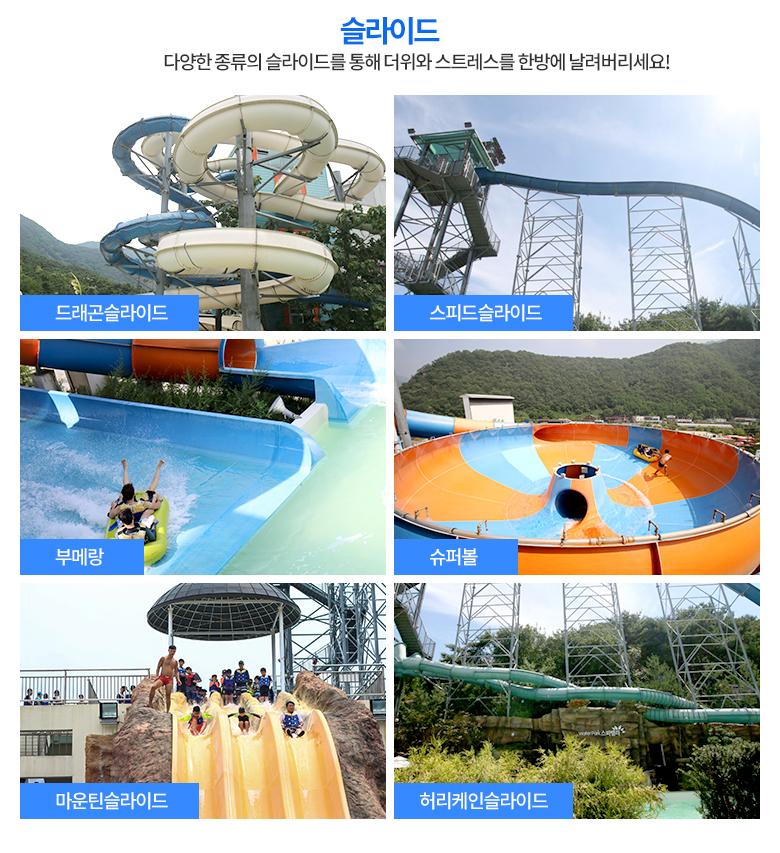 슬라이드
다양한 종류의 슬라이드를 통해 더위와 스트레스를 한방에 날려버리세요!
드래곤슬라이드
스피드슬라이드
부메랑
슈퍼볼
마운틴슬라이드
허리케인슬라이드